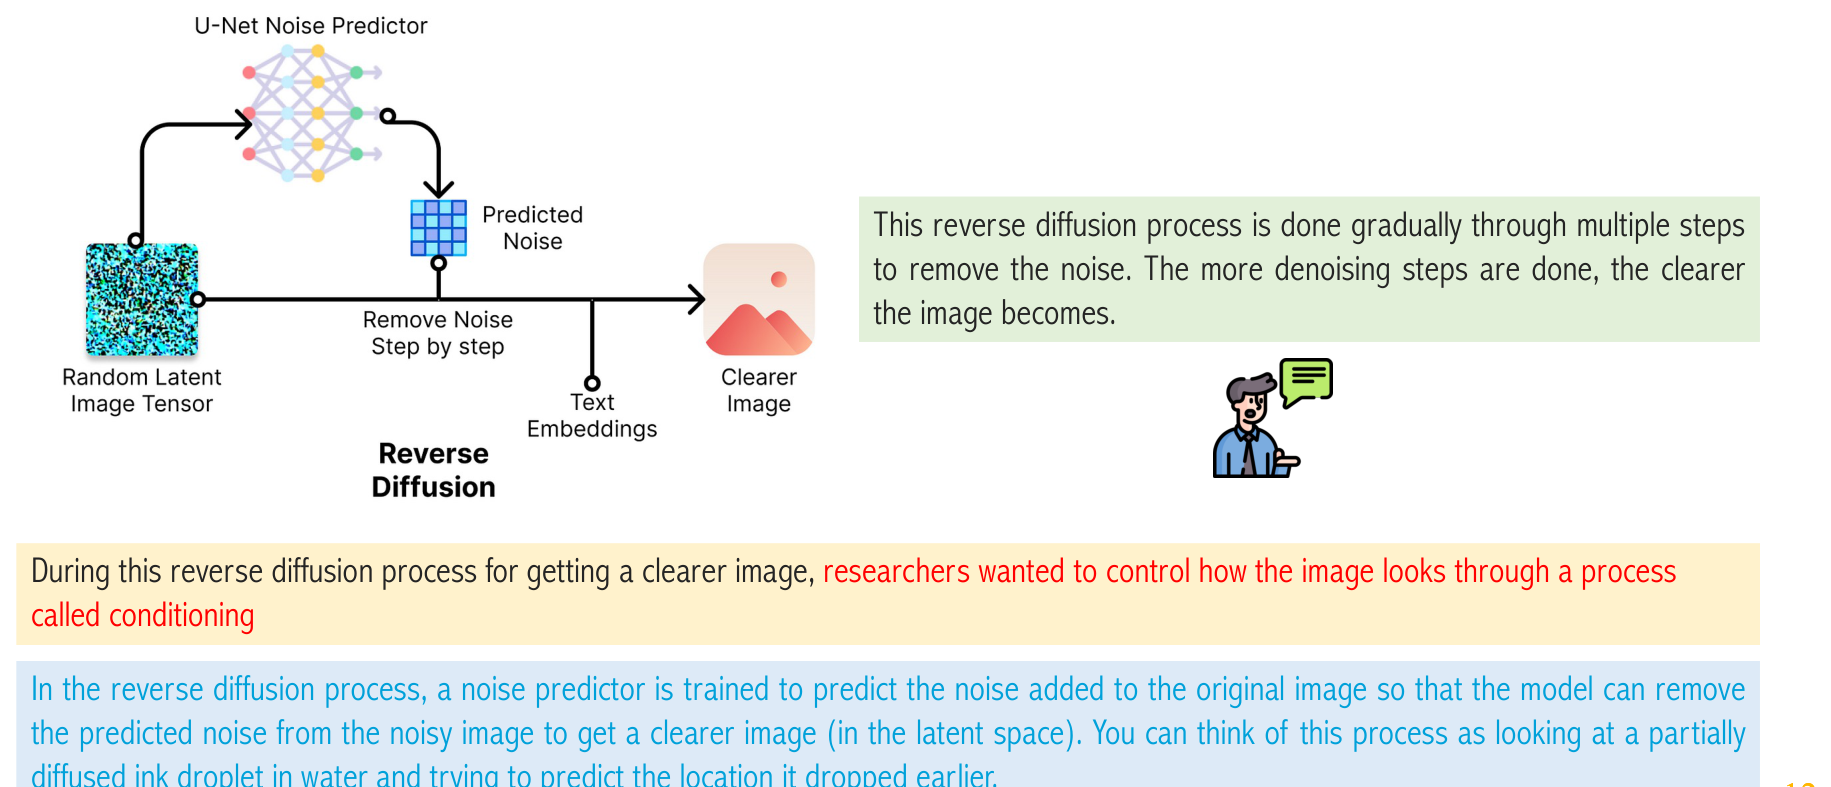 U-Net Noise Predictor
Predicted
Noise
Remove Noise
Step by step
Random Latent
Image Tensor
Text
Embeddings
Clearer
Image
Reverse
Diffusion
This reverse diffusion process is done gradually through multiple steps
to remove the noise. The more denoising steps are done, the clearer
the image becomes.
During this reverse diffusion process for getting a clearer image, researchers wanted to control how the image looks through a process
called conditioning
In the reverse diffusion process, a noise predictor is trained to predict the noise added to the original image so that the model can remove
the predicted noise from the noisy image to get a clearer image (in the latent space). You can think of this process as looking at a partially
diffused ink droplet in water and trying to predict the location it dropped earlier.